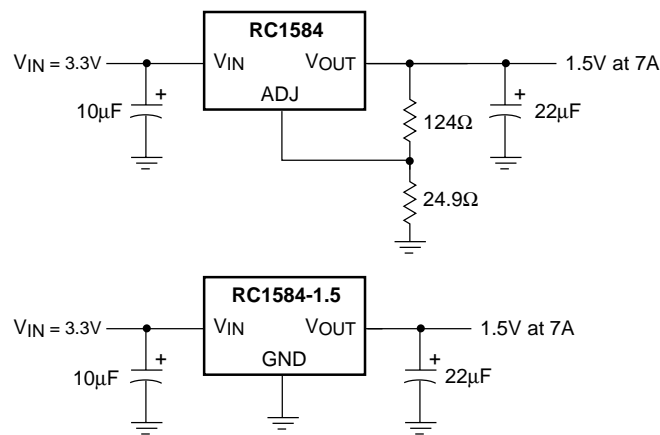 RC1584
VIN = 3.3V
VIN
VOUT
1.5V at 7A
ADJ
+
10μF
124Ω
+
22μF
24.9Ω
RC1584-1.5
VIN = 3.3V
VIN
VOUT
1.5V at 7A
GND
+
10μF
+
22μF